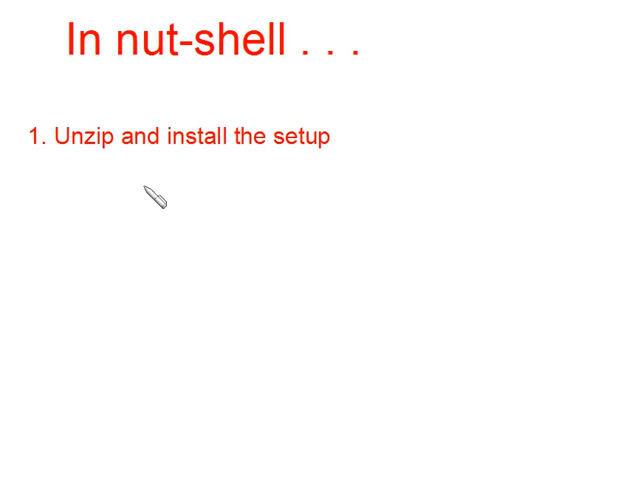 In nut-shell . . .
1. Unzip and install the setup